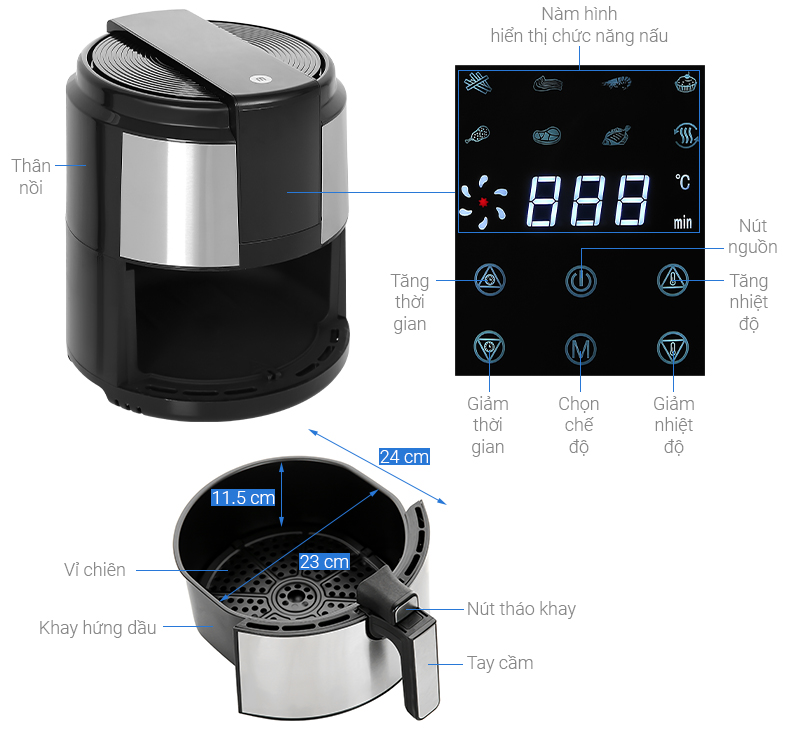 Nàm hình
hiển thị chức năng nấu
Thân
nồi
888
°C
min
Nút
nguồn
Tăng
thời
gian
Tăng
nhiệt
độ
M
Giảm
thời
gian
Chọn
chế
độ
Giảm
nhiệt
độ
24 cm
11.5 cm
23 cm
Vỉ chiên
Khay hứng dầu
Nút tháo khay
Tay cầm